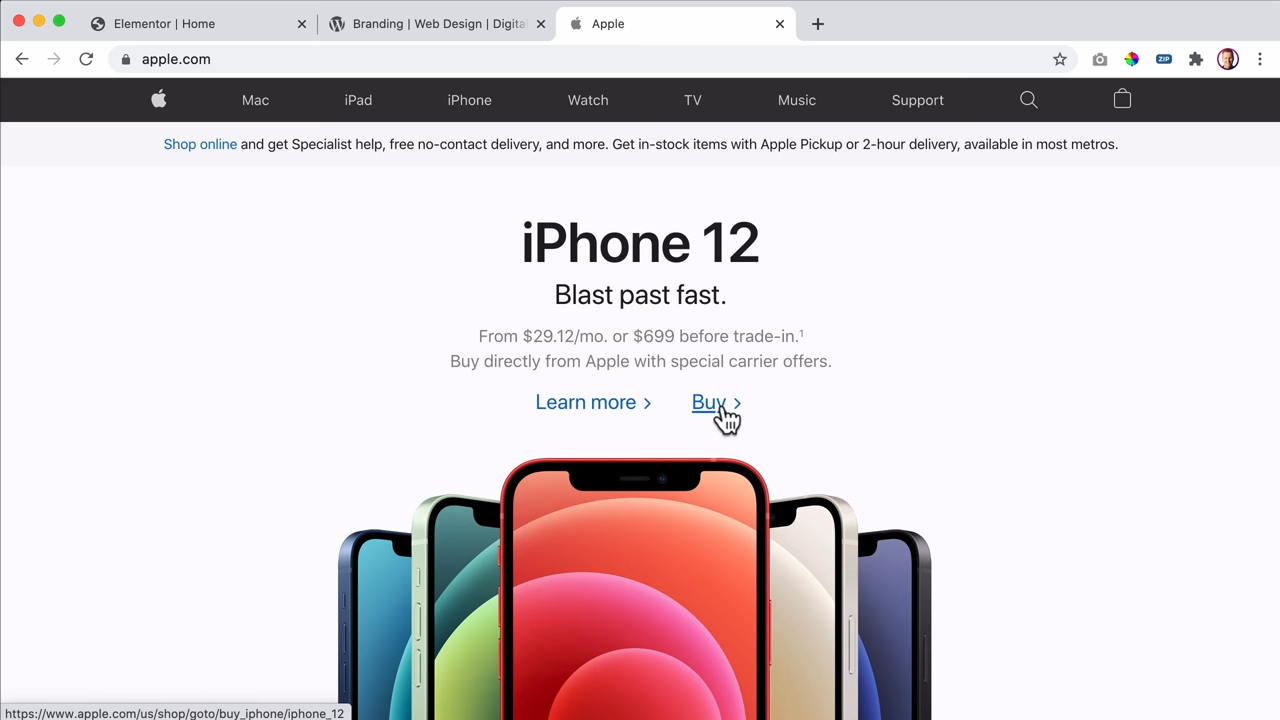 Elementor | Home
Branding | Web Design | Digita
Apple
apple.com
ZIP
Mac iPad iPhone Watch TV Music Support
Shop online and get Specialist help, free no-contact delivery, and more. Get in-stock items with Apple Pickup or 2-hour delivery, available in most metros.
iPhone 12
Blast past fast.
From $29.12/mo. or $699 before trade-in.¹
Buy directly from Apple with special carrier offers.
Learn more > Buy >
https://www.apple.com/us/shop/goto/buy_iphone/iphone_12